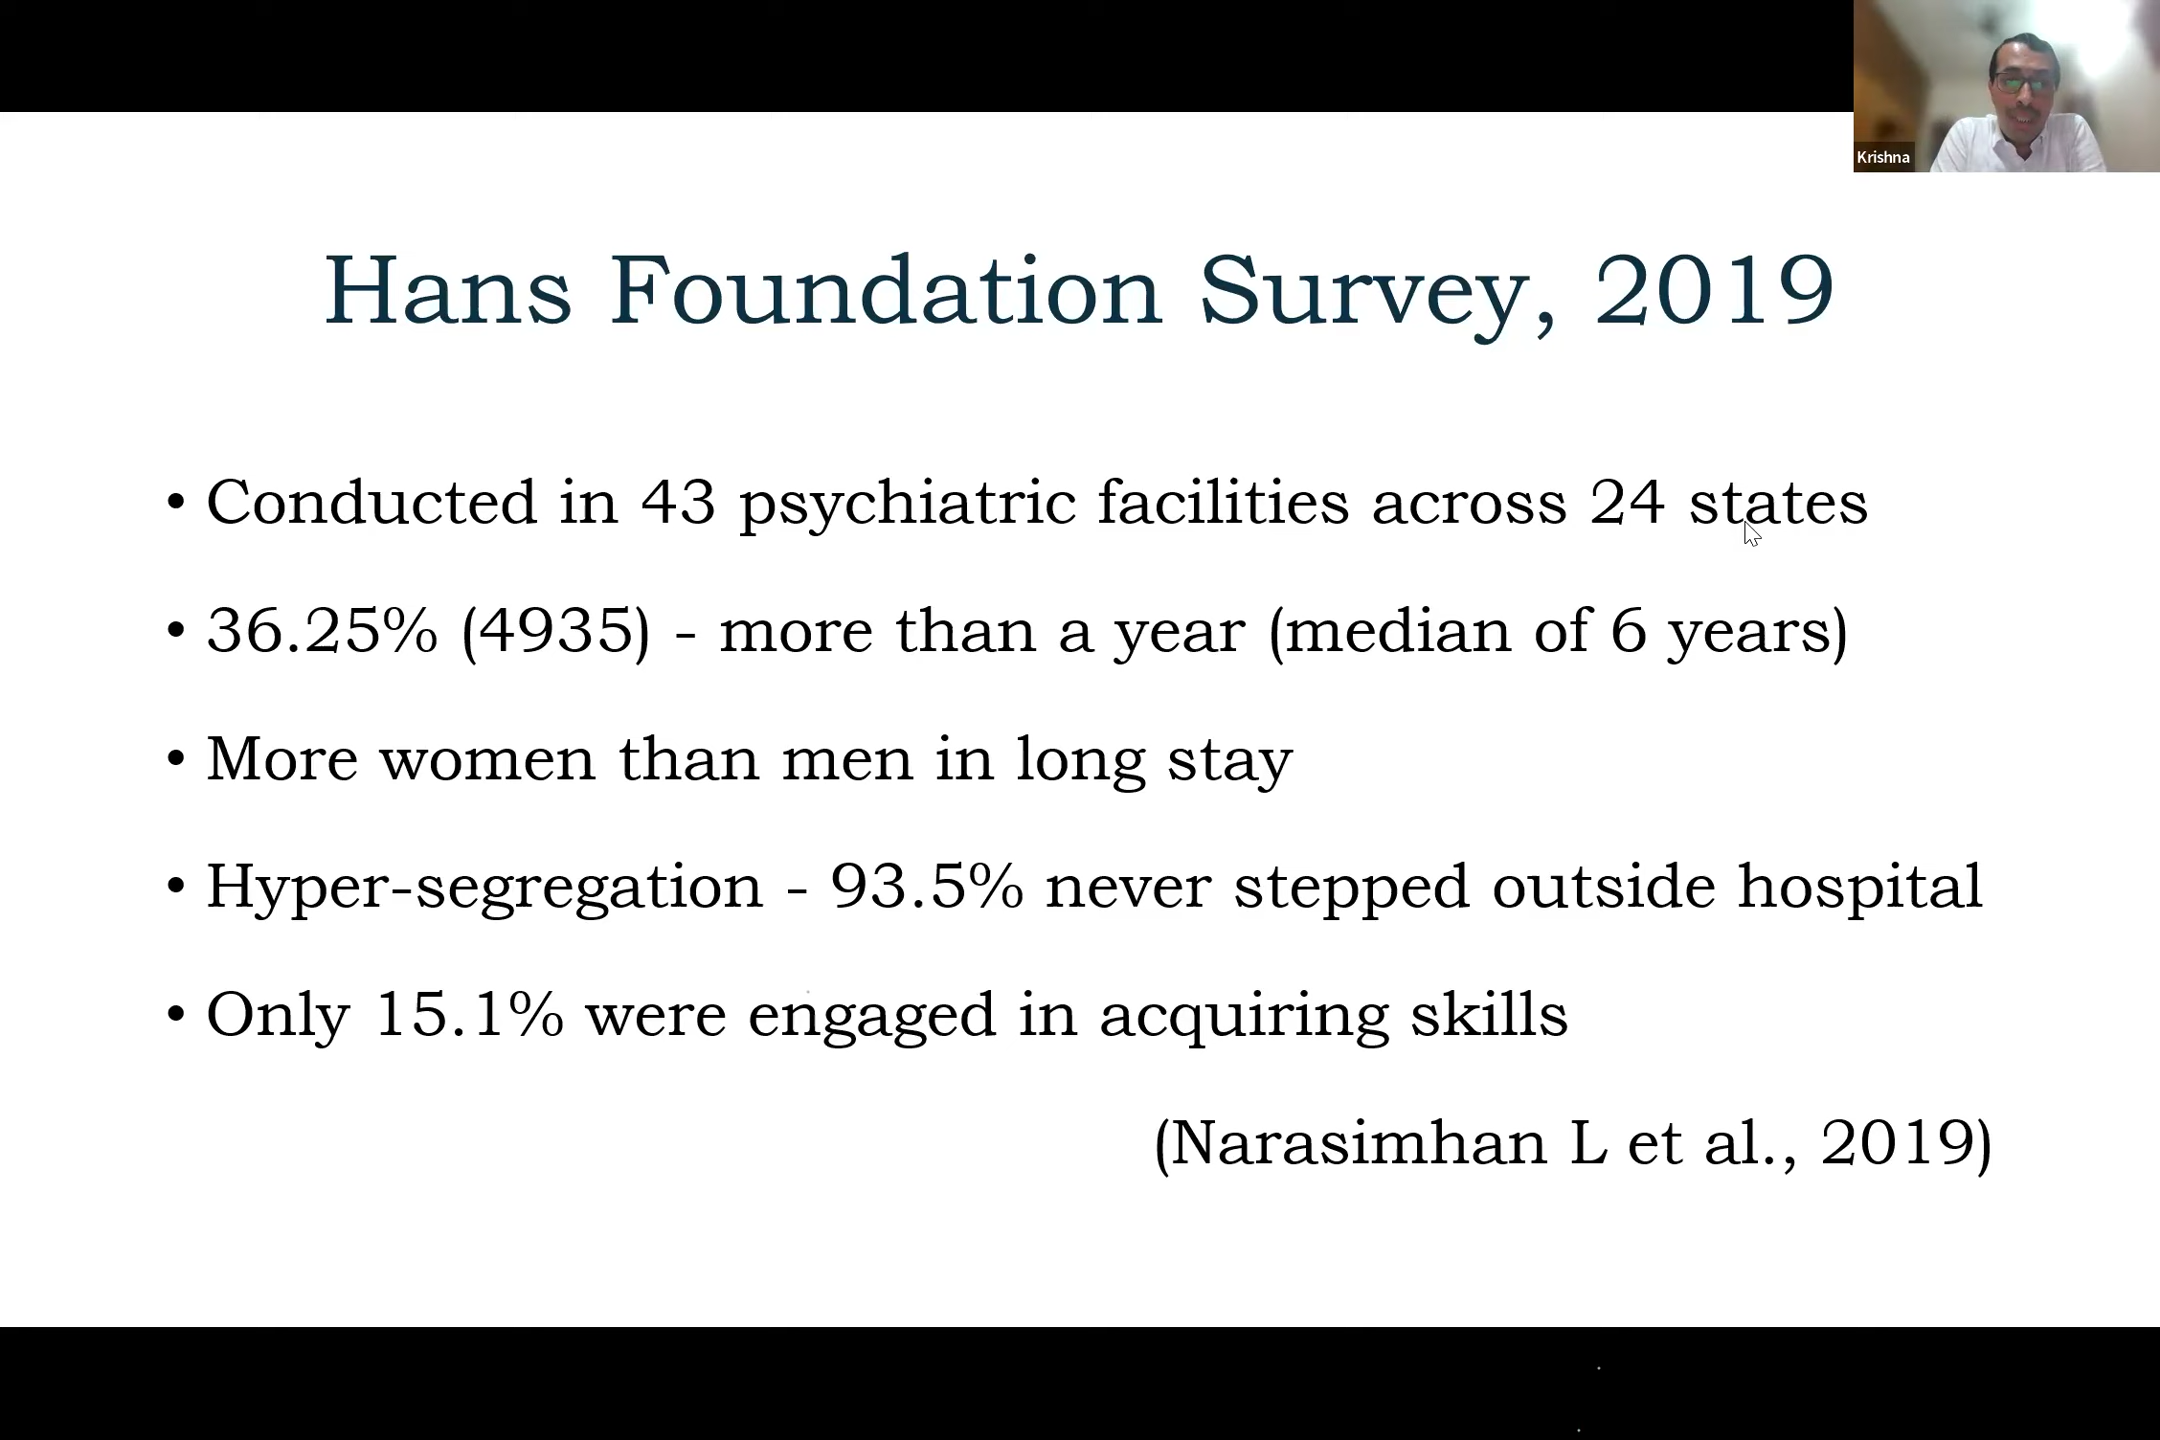 Krishna
Hans Foundation Survey, 2019
• Conducted in 43 psychiatric facilities across 24 states
• 36.25% (4935) - more than a year (median of 6 years)
• More women than men in long stay
• Hyper-segregation - 93.5% never stepped outside hospital
• Only 15.1% were engaged in acquiring skills
(Narasimhan L et al., 2019)